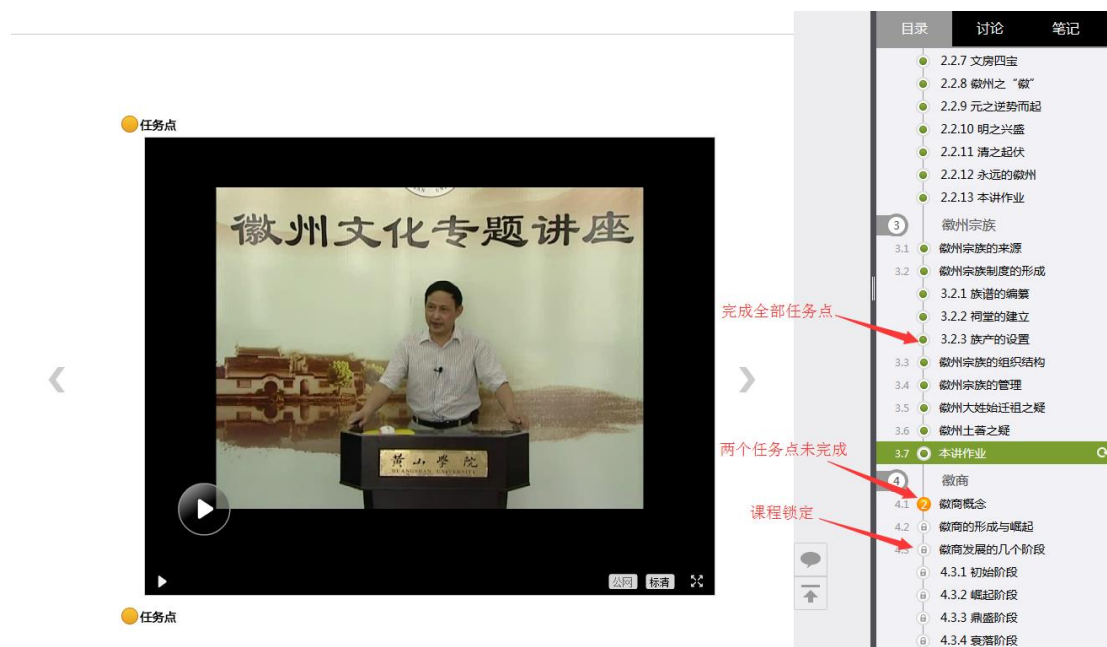 目录 讨论 笔记
2.2.7 文房四宝
2.2.8 徽州之“徽”
2.2.9 元之逆势而起
2.2.10 明之兴盛
2.2.11 清之起伏
2.2.12 永远的徽州
2.2.13 本讲作业
3 徽州宗族
3.1 徽州宗族的来源
3.2 徽州宗族制度的形成
3.2.1 族谱的编纂
3.2.2 祠堂的建立
3.2.3 族产的设置
3.3 徽州宗族的组织结构
3.4 徽州宗族的管理
3.5 徽州大姓始迁祖之疑
3.6 徽州土著之疑
3.7 本讲作业
4 徽商
4.1 2 徽商概念
4.2 徽商的形成与崛起
4.3 徽商发展的几个阶段
4.3.1 初始阶段
4.3.2 崛起阶段
4.3.3 鼎盛阶段
4.3.4 衰落阶段
完成全部任务点
两个任务点未完成
课程锁定
任务点
徽州文化专题讲座
黄山学院
HUANGSHAN UNIVERSITY
公网 标清
任务点